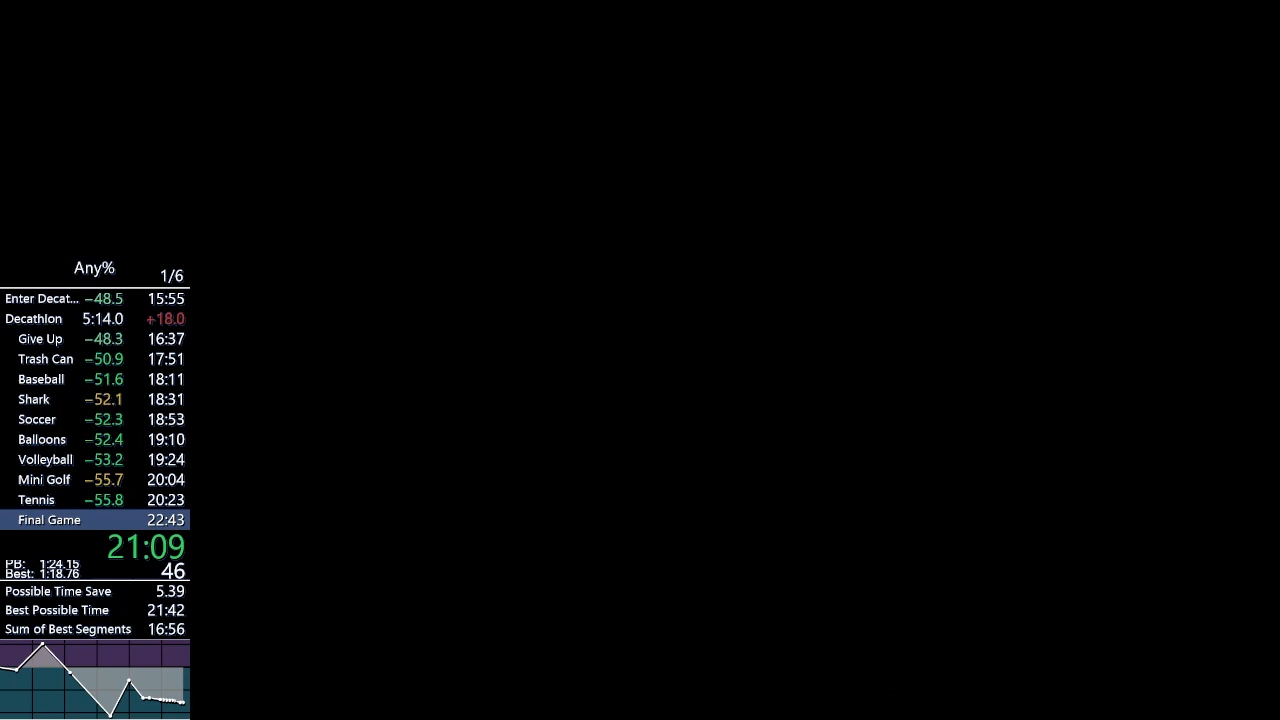 Any%
1/6
Enter Decat... −48.5 15:55
Decathlon 5:14.0 +18.0
Give Up −48.3 16:37
Trash Can −50.9 17:51
Baseball −51.6 18:11
Shark −52.1 18:31
Soccer −52.3 18:53
Balloons −52.4 19:10
Volleyball −53.2 19:24
Mini Golf −55.7 20:04
Tennis −55.8 20:23
Final Game 22:43
21:09
PB: 1:24.15
Best: 1:18.76 46
Possible Time Save 5.39
Best Possible Time 21:42
Sum of Best Segments 16:56